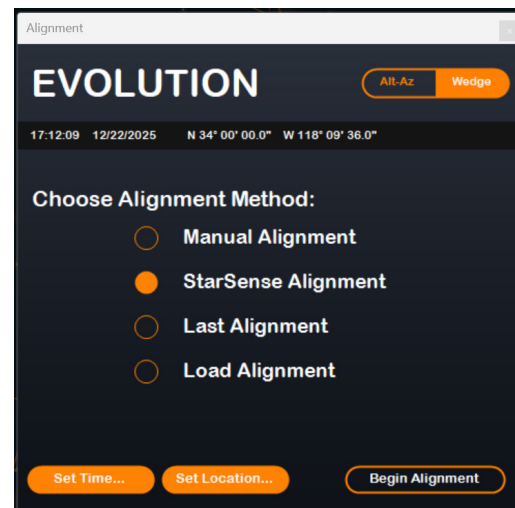 Alignment
x
EVOLUTION
Alt-Az Wedge
17:12:09 12/22/2025 N 34° 00' 00.0" W 118° 09' 36.0"
Choose Alignment Method:
Manual Alignment
StarSense Alignment
Last Alignment
Load Alignment
Set Time... Set Location... Begin Alignment